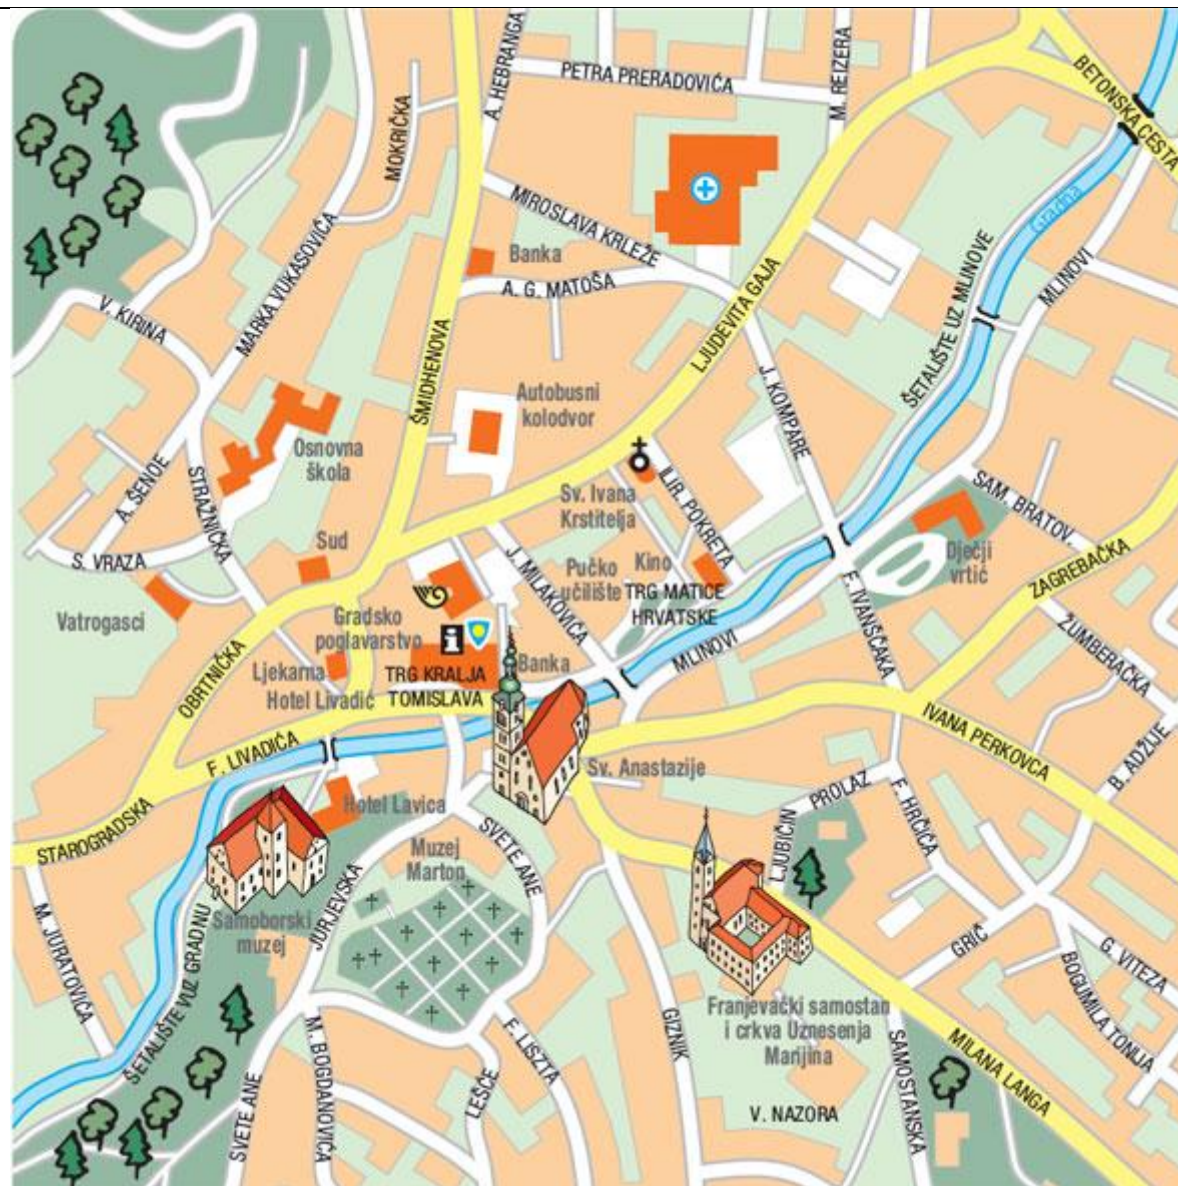 A. HEBRANGA
PETRA PRERADOVIĆA
M. REIZERA
BETONSKA CESTA
MOKRIČKA
MIROSLAVA KRLEŽE
Gradna
Banka
A. G. MATOŠA
MARKA VUKASOVIĆA
V. KIRINA
ŠMIDHENOVA
LJUDEVITA GAJA
ŠETALIŠTE UZ MLINOVE
MLINOVI
J. KOMPARE
Autobusni
kolodvor
Osnovna
škola
A. ŠENOE
STRAŽNIČKA
S. VRAZA
Sud
Vatrogasci
Sv. Ivana
Krstitelja
ILIR. POKRETA
SAM. BRATOV.
Dječji
vrtić
ZAGREBAČKA
J. MILAKOVIĆA
Pučko
učilište
Kino
TRG MATICE
HRVATSKE
F. IVANŠĆAKA
ŽUMBERAČKA
Gradsko
poglavarstvo
i
MLINOVI
OBRTNIČKA
Ljekarna
Hotel Livadić
TRG KRALJA
TOMISLAVA
Banka
IVANA PERKOVCA
B. ADŽIJE
F. LIVADIĆA
Sv. Anastazije
STAROGRADSKA
Hotel Lavica
PROLAZ
LJUBIČIN
F. HRČIĆA
SVETE ANE
Muzej
Marton
JURJEVSKA
Samoborski
muzej
M. JURATOVIĆA
ŠETALIŠTE VUZ GRADNU
GRIČ
G. VITEZA
BOGUMILA TONIJA
Franjevački samostan
i crkva Uznesenja
Marijina
GIZNIK
F. LISZTA
LEŠĆE
M. BOGDANOVIĆA
SVETE ANE
SAMOSTANSKA
MILANA LANGA
V. NAZORA